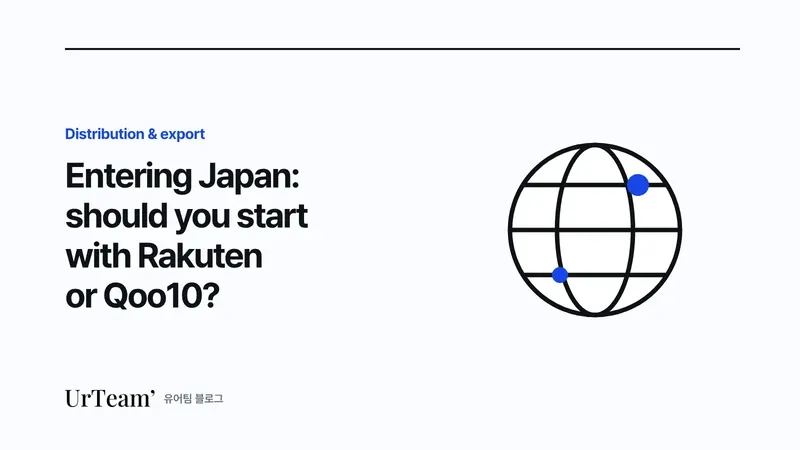 Distribution & export
Entering Japan:
should you start
with Rakuten
or Qoo10?
UrTeam’ 유어팀 블로그